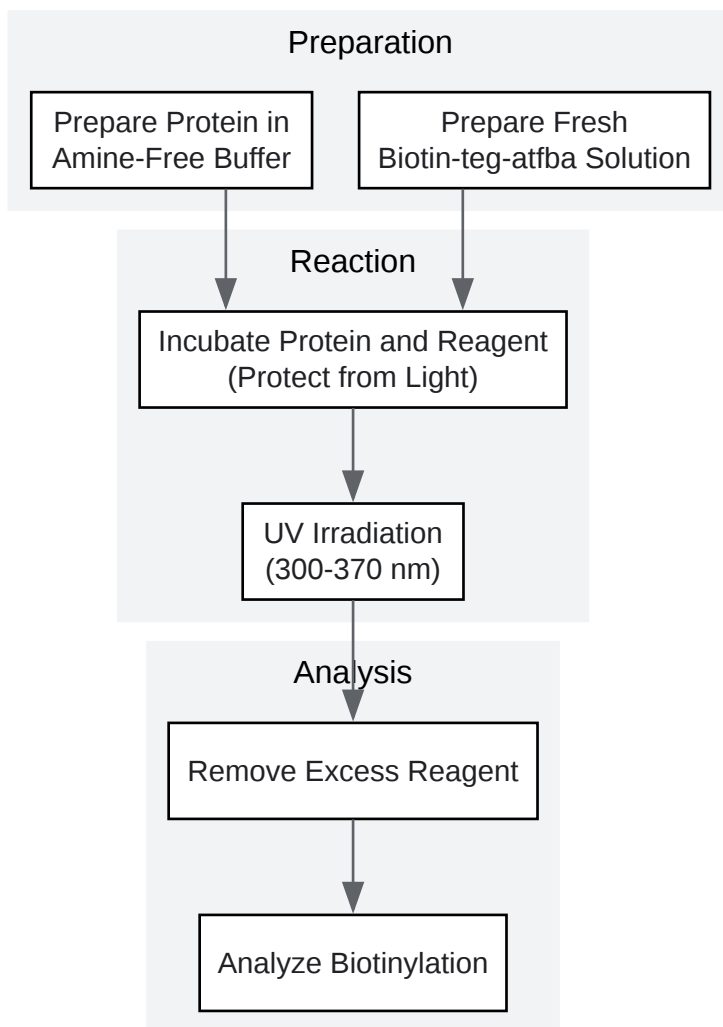 Preparation
Prepare Protein in
Amine-Free Buffer
Prepare Fresh
Biotin-teg-atfba Solution
Reaction
Incubate Protein and Reagent
(Protect from Light)
UV Irradiation
(300-370 nm)
Analysis
Remove Excess Reagent
Analyze Biotinylation